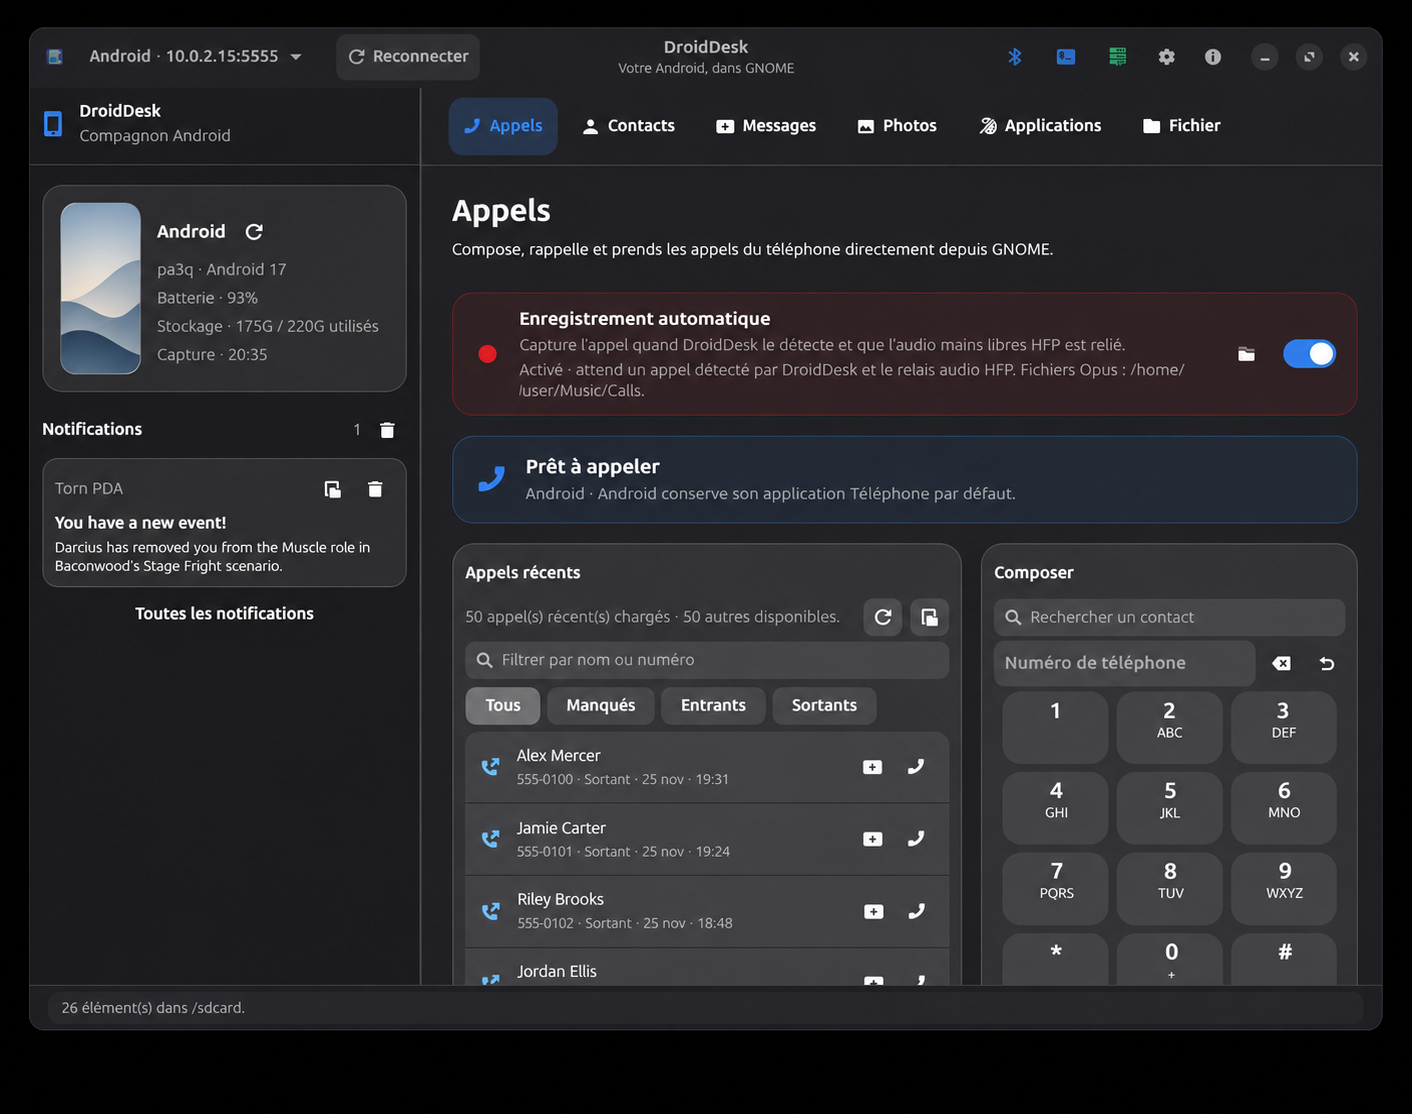 Android · 10.0.2.15:5555
Reconnecter
DroidDesk
Votre Android, dans GNOME
DroidDesk
Compagnon Android
Appels
Contacts
Messages
Photos
Applications
Fichier
Android
pa3q · Android 17
Batterie · 93%
Stockage · 175G / 220G utilisés
Capture · 20:35
Notifications
1
Torn PDA
You have a new event!
Darcius has removed you from the Muscle role in
Baconwood's Stage Fright scenario.
Toutes les notifications
Appels
Compose, rappelle et prends les appels du téléphone directement depuis GNOME.
Enregistrement automatique
Capture l'appel quand DroidDesk le détecte et que l'audio mains libres HFP est relié.
Activé · attend un appel détecté par DroidDesk et le relais audio HFP. Fichiers Opus : /home/
/user/Music/Calls.
Prêt à appeler
Android · Android conserve son application Téléphone par défaut.
Appels récents
50 appel(s) récent(s) chargés · 50 autres disponibles.
Filtrer par nom ou numéro
Tous
Manqués
Entrants
Sortants
Alex Mercer
555-0100 · Sortant · 25 nov · 19:31
Jamie Carter
555-0101 · Sortant · 25 nov · 19:24
Riley Brooks
555-0102 · Sortant · 25 nov · 18:48
Jordan Ellis
Composer
Rechercher un contact
Numéro de téléphone
1
2
ABC
3
DEF
4
GHI
5
JKL
6
MNO
7
PQRS
8
TUV
9
WXYZ
*
0
+
#
26 élément(s) dans /sdcard.